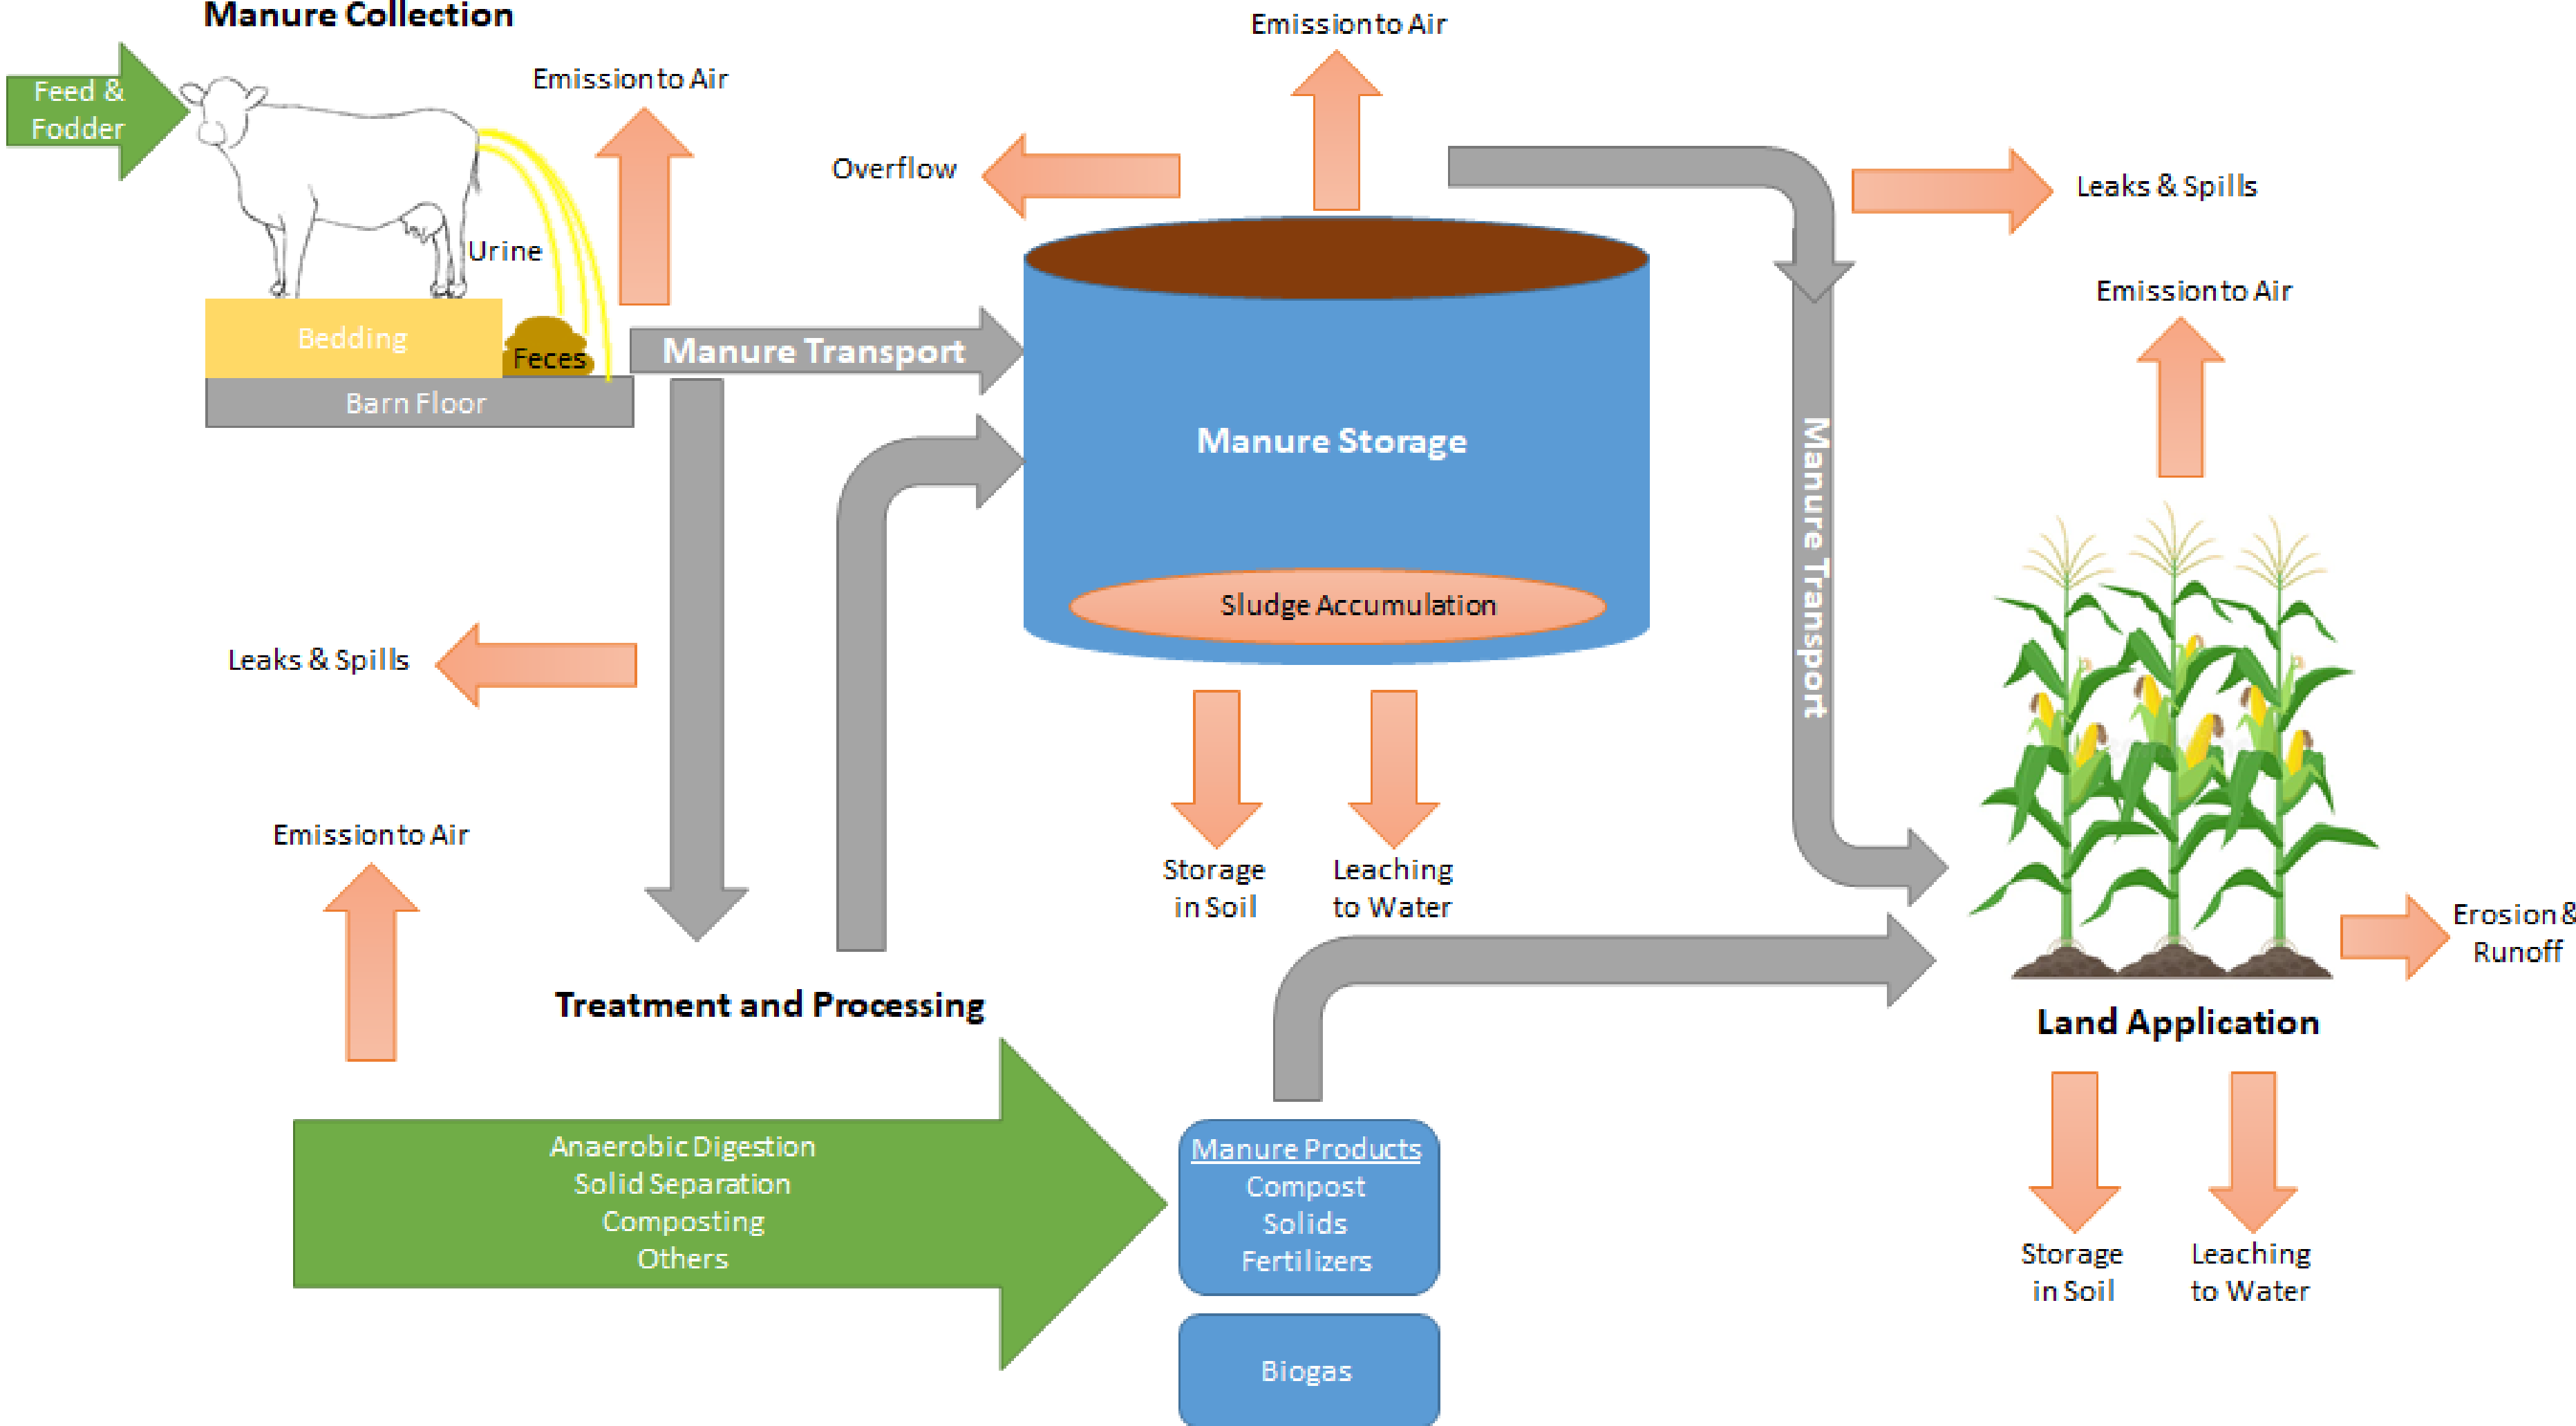 Manure Collection
Feed &
Fodder
Emission to Air
Urine
Bedding
Feces
Barn Floor
Manure Transport
Emission to Air
Overflow
Leaks & Spills
Manure Storage
Sludge Accumulation
Manure Transport
Emission to Air
Leaks & Spills
Emission to Air
Storage
in Soil
Leaching
to Water
Treatment and Processing
Anaerobic Digestion
Solid Separation
Composting
Others
Manure Products
Compost
Solids
Fertilizers
Biogas
Erosion &
Runoff
Land Application
Storage
in Soil
Leaching
to Water